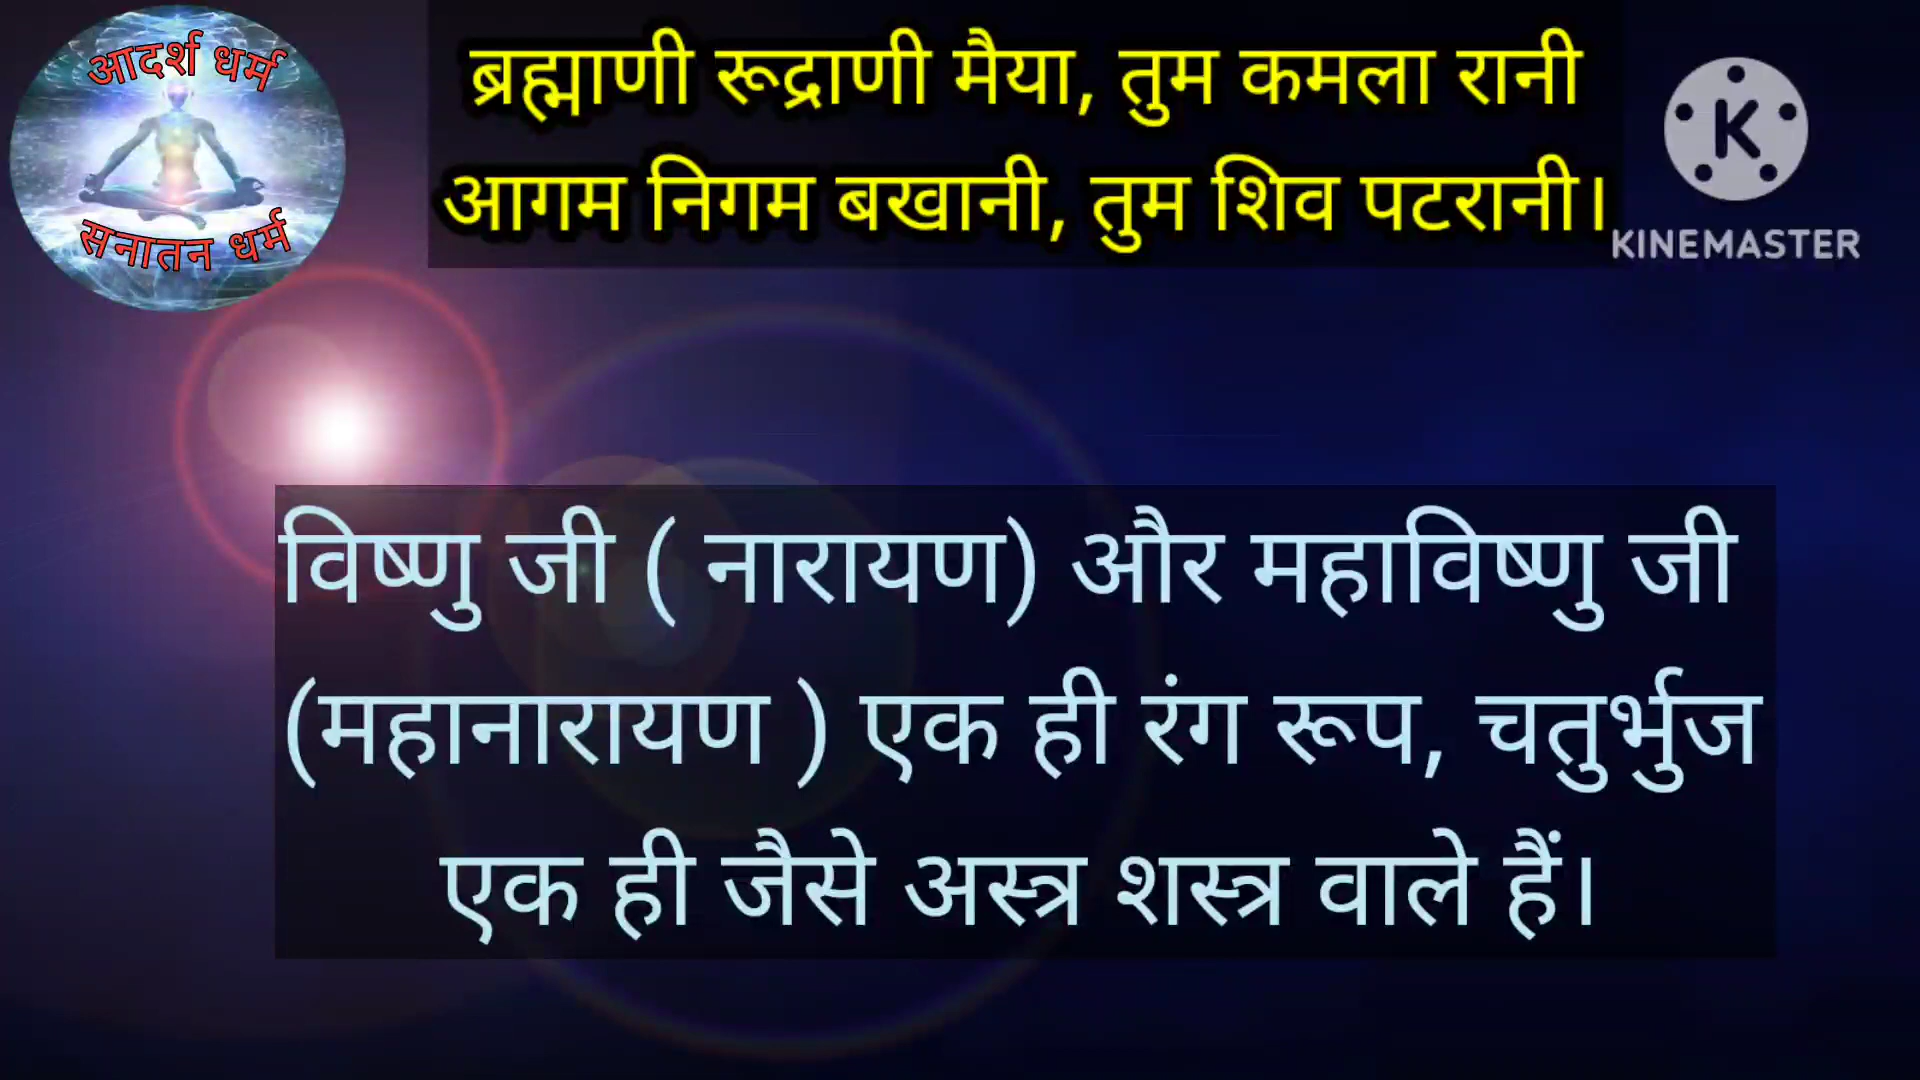 आदर्श धर्म
सनातन धर्म
ब्रह्माणी रूद्राणी मैया, तुम कमला रानी
आगम निगम बखानी, तुम शिव पटरानी।
K
KINEMASTER
विष्णु जी ( नारायण) और महाविष्णु जी
(महानारायण ) एक ही रंग रूप, चतुर्भुज
एक ही जैसे अस्त्र शस्त्र वाले हैं।